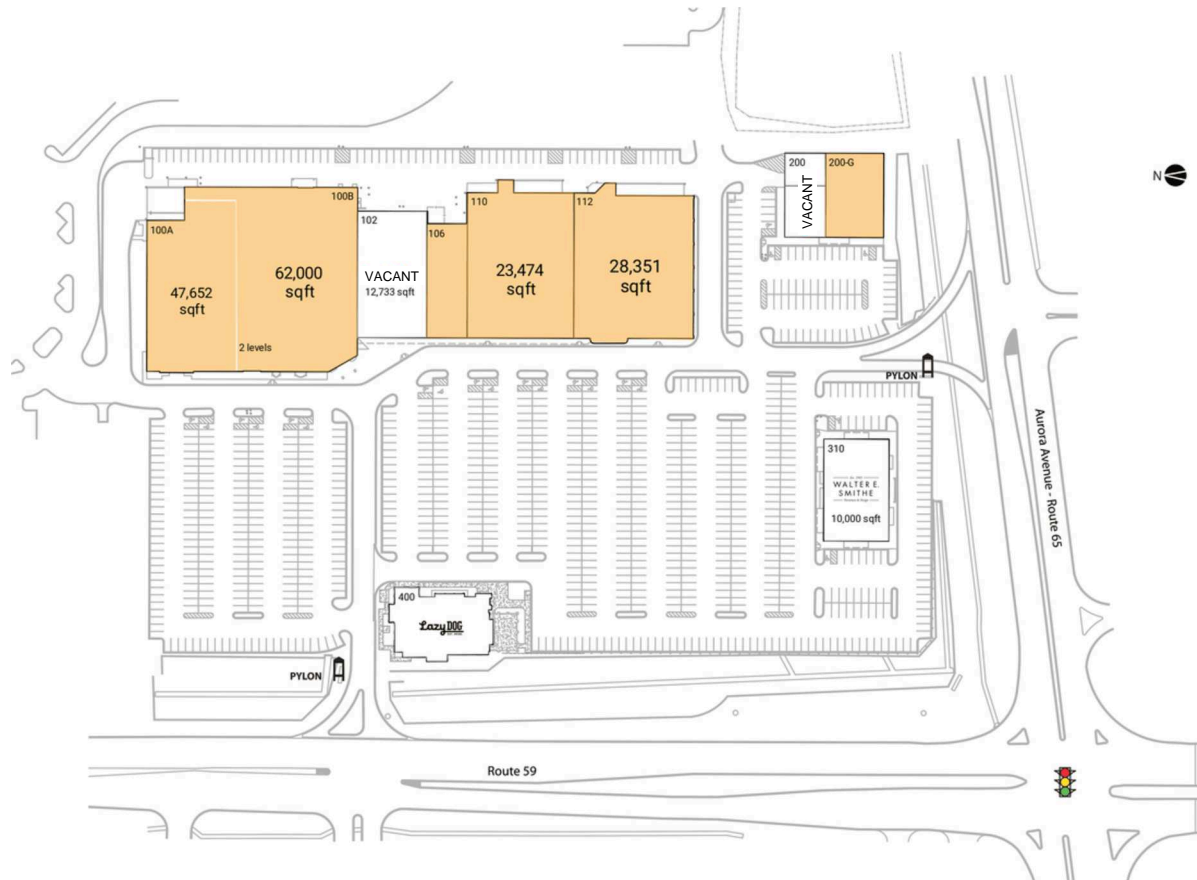 200
200-G
VACANT
N
100B
110
112
102
100A
106
VACANT
12,733 sqft
62,000
sqft
47,652
sqft
23,474
sqft
28,351
sqft
2 levels
PYLON
310
WALTER E.
SMITHE
10,000 sqft
Aurora Avenue - Route 65
400
Lazy DOG
PYLON
Route 59